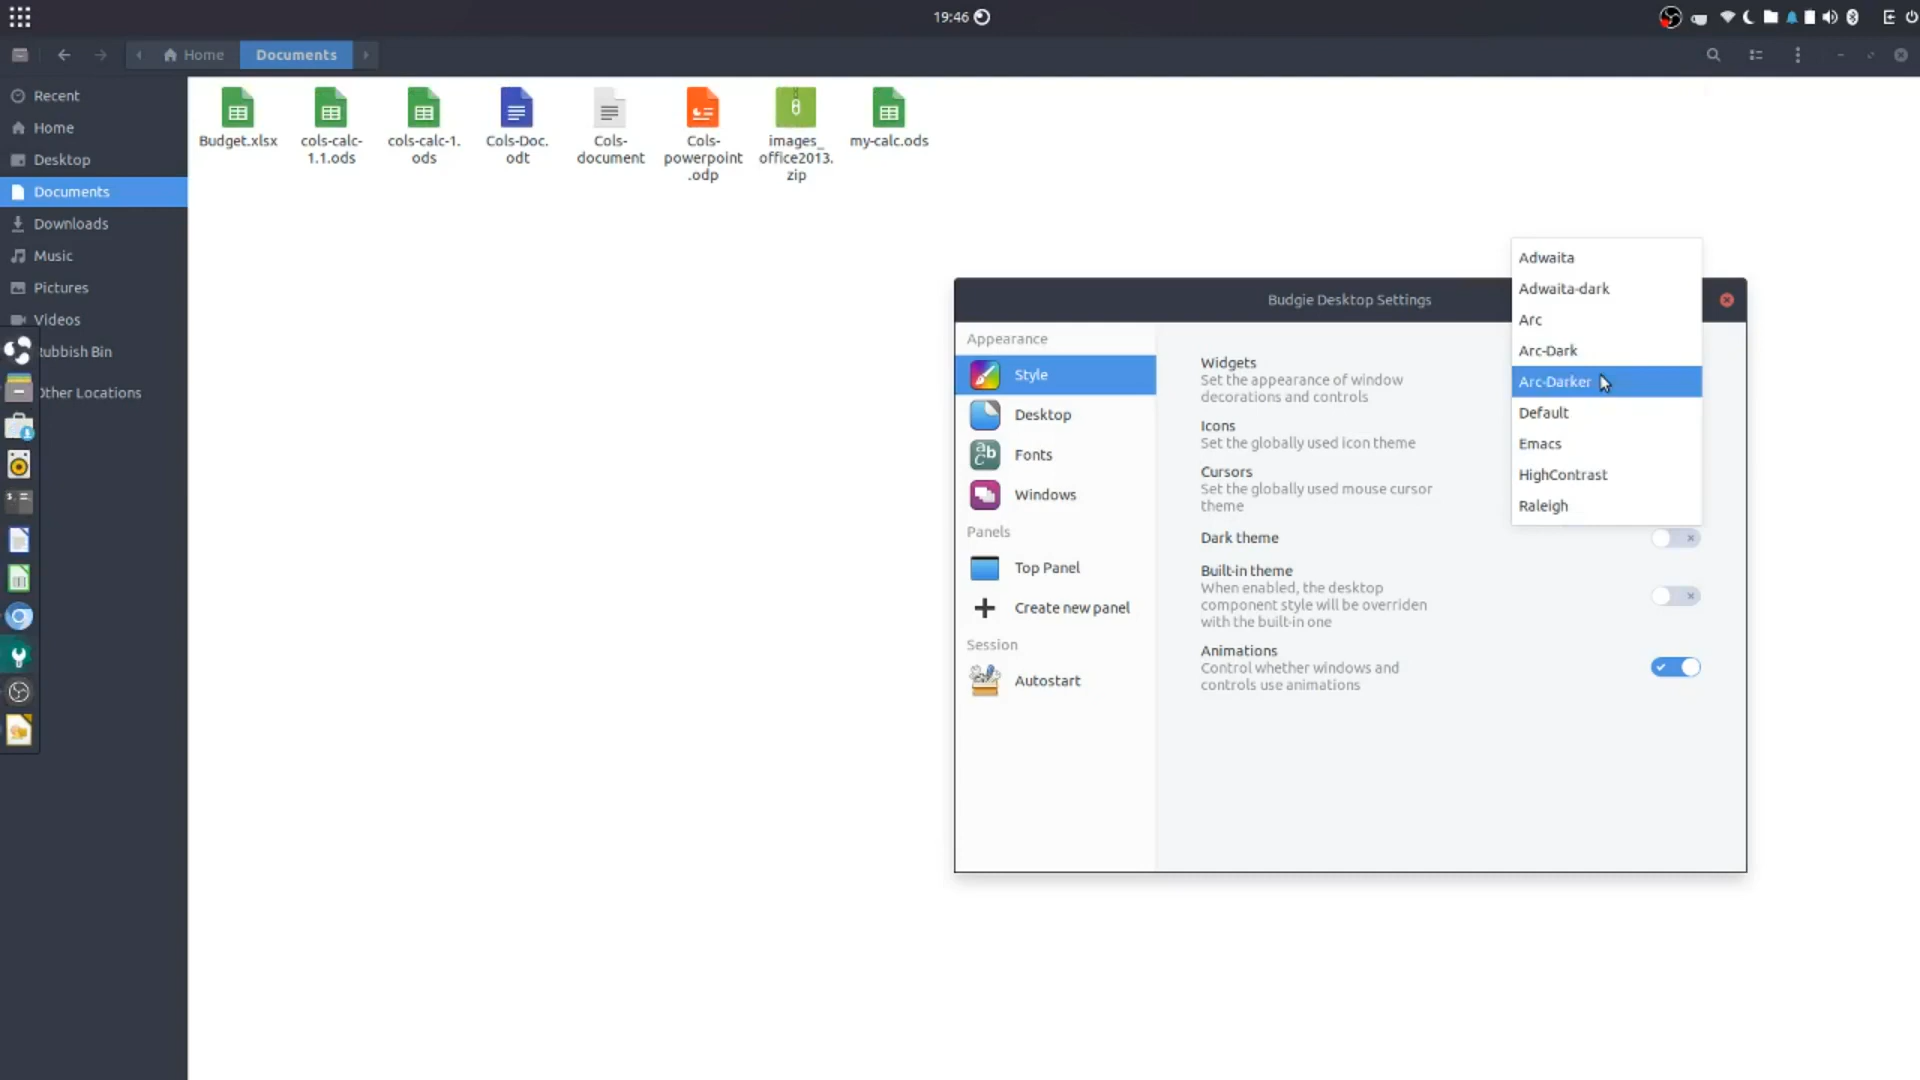 19:46
Home
Documents
Recent
Home
Desktop
Documents
Downloads
Music
Pictures
Videos
ubbish Bin
Other Locations
Budget.xlsx
cols-calc-
1.1.ods
cols-calc-1.
ods
Cols-Doc.
odt
Cols-
document
Cols-
powerpoint
.odp
images_
office2013.
zip
my-calc.ods
Budgie Desktop Settings
Appearance
Style
Desktop
Fonts
Windows
Panels
Top Panel
Create new panel
Session
Autostart
Widgets
Set the appearance of window
decorations and controls
Icons
Set the globally used icon theme
Cursors
Set the globally used mouse cursor
theme
Dark theme
Built-in theme
When enabled, the desktop
component style will be overriden
with the built-in one
Animations
Control whether windows and
controls use animations
Adwaita
Adwaita-dark
Arc
Arc-Dark
Arc-Darker
Default
Emacs
HighContrast
Raleigh